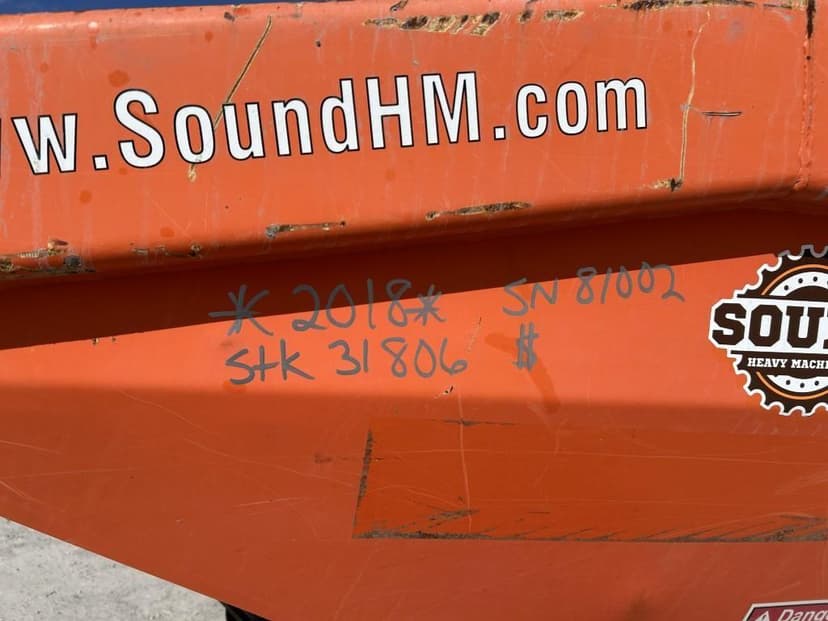 w.SoundHM.com
*2018* SN 81002
Stk 31806 $
SOU
HEAVY MACHI
Dang